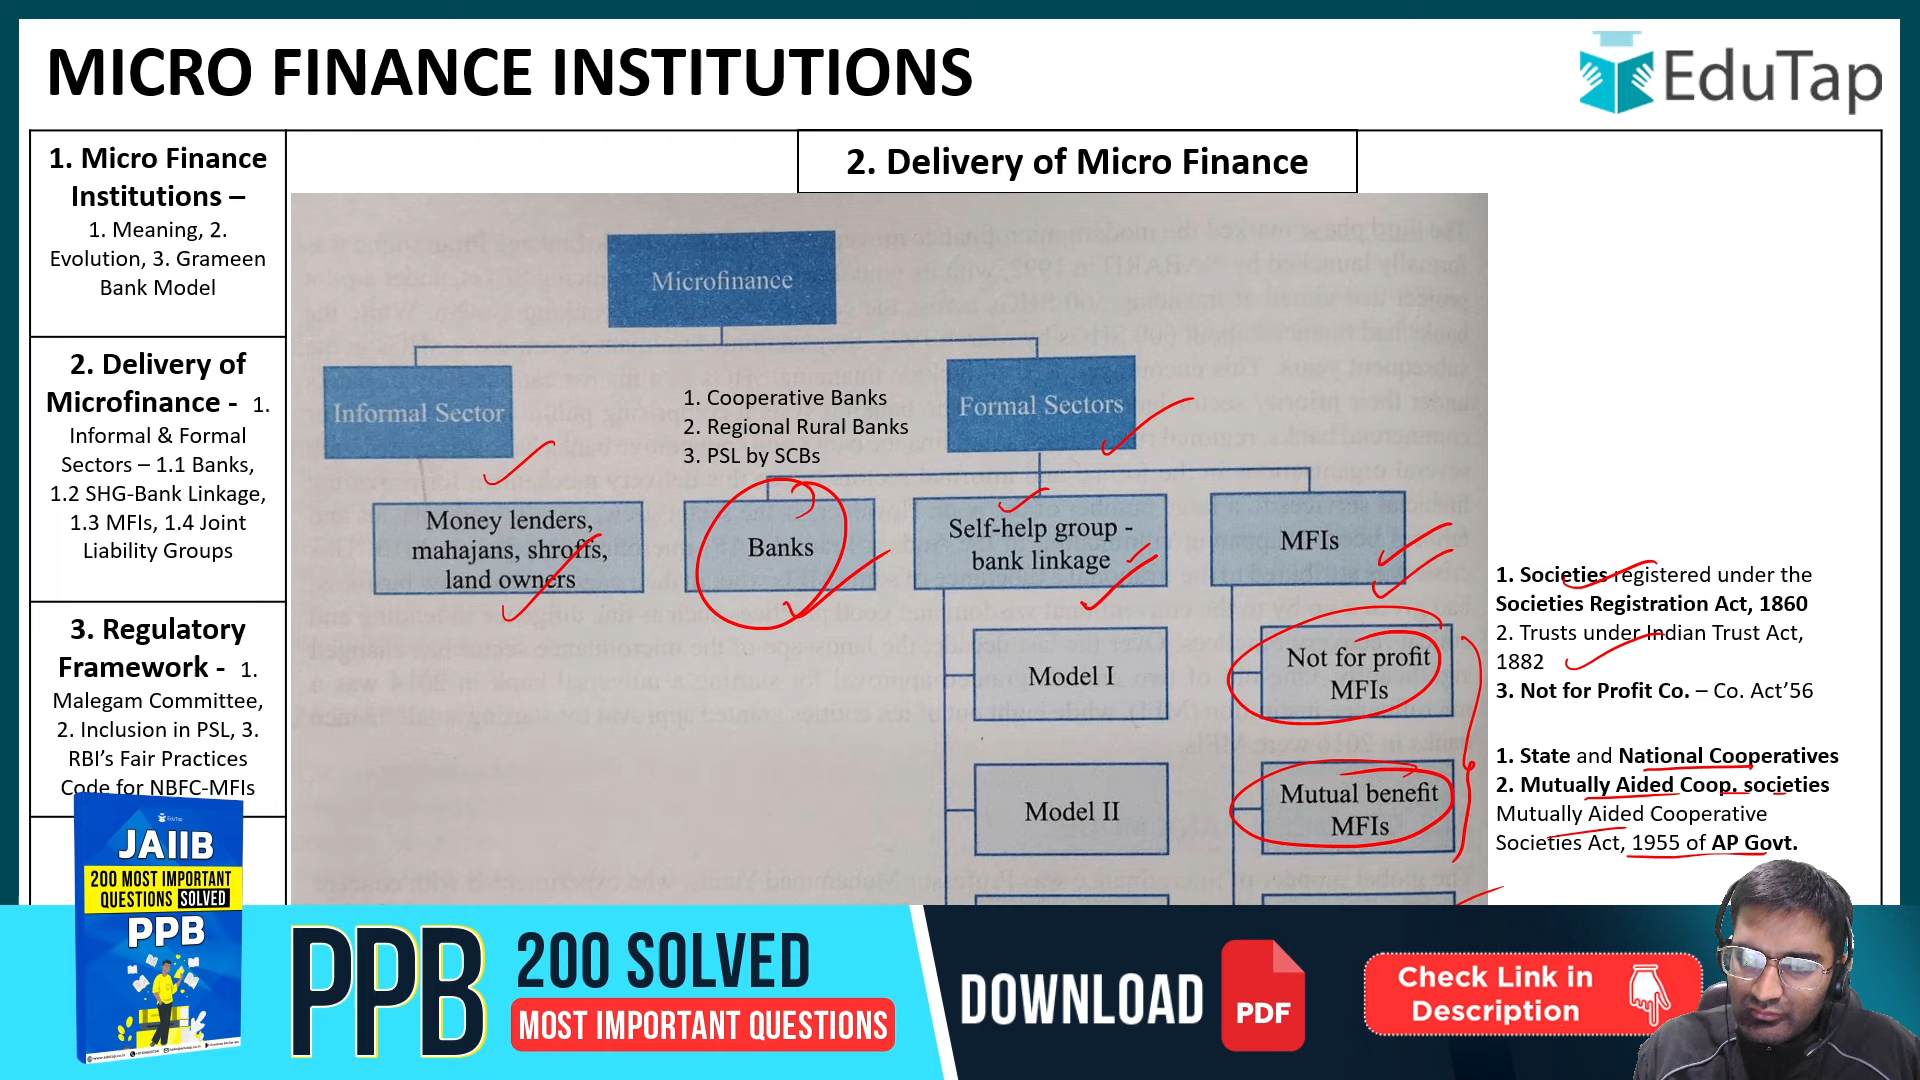 MICRO FINANCE INSTITUTIONS
EduTap
1. Micro Finance
Institutions –
1. Meaning, 2.
Evolution, 3. Grameen
Bank Model
2. Delivery of
Microfinance - 1.
Informal & Formal
Sectors – 1.1 Banks,
1.2 SHG-Bank Linkage,
1.3 MFIs, 1.4 Joint
Liability Groups
3. Regulatory
Framework - 1.
Malegam Committee,
2. Inclusion in PSL, 3.
RBI’s Fair Practices
Code for NBFC-MFIs
2. Delivery of Micro Finance
Microfinance
Informal Sector
1. Cooperative Banks
2. Regional Rural Banks
3. PSL by SCBs
Formal Sectors
Money lenders,
mahajans, shroffs,
land owners
Banks
Self-help group -
bank linkage
MFIs
Model I
Not for profit
MFIs
Model II
Mutual benefit
MFIs
1. Societies registered under the
Societies Registration Act, 1860
2. Trusts under Indian Trust Act,
1882
3. Not for Profit Co. – Co. Act’56
1. State and National Cooperatives
2. Mutually Aided Coop. societies
Mutually Aided Cooperative
Societies Act, 1955 of AP Govt.
EduTap
JAIIB
200 MOST IMPORTANT
QUESTIONS SOLVED
PPB
PPB
200 SOLVED
MOST IMPORTANT QUESTIONS
DOWNLOAD
PDF
Check Link in
Description